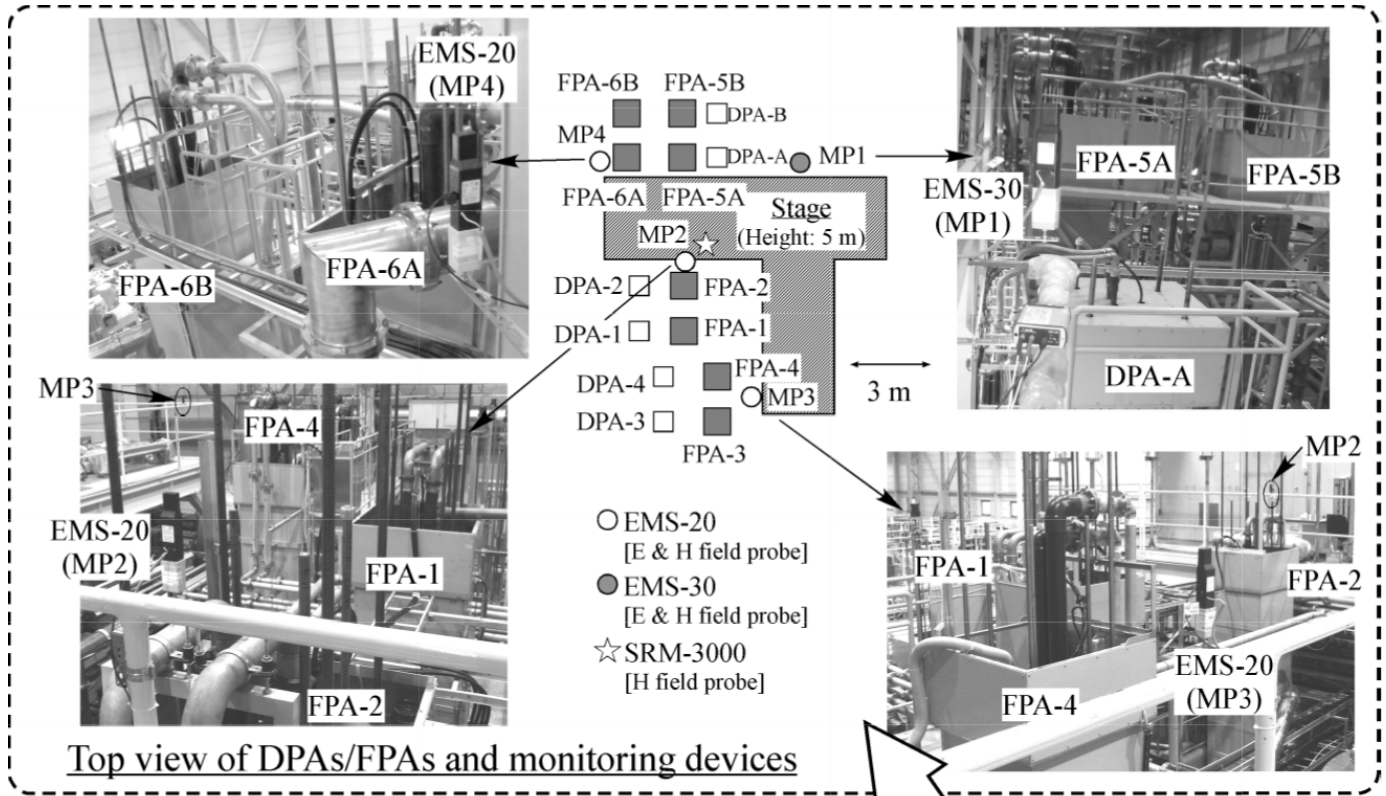 EMS-20
(MP4)
FPA-6A
FPA-6B
FPA-6B
FPA-5B
DPA-B
MP4
DPA-A
MP1
FPA-6A
FPA-5A
Stage
(Height: 5 m)
MP2
DPA-2
FPA-2
DPA-1
FPA-1
FPA-4
DPA-4
MP3
3 m
DPA-3
FPA-3
FPA-5A
FPA-5B
EMS-30
(MP1)
DPA-A
MP3
FPA-4
EMS-20
(MP2)
FPA-1
FPA-2
EMS-20
[E & H field probe]
EMS-30
[E & H field probe]
SRM-3000
[H field probe]
MP2
FPA-1
FPA-2
EMS-20
(MP3)
FPA-4
Top view of DPAs/FPAs and monitoring devices